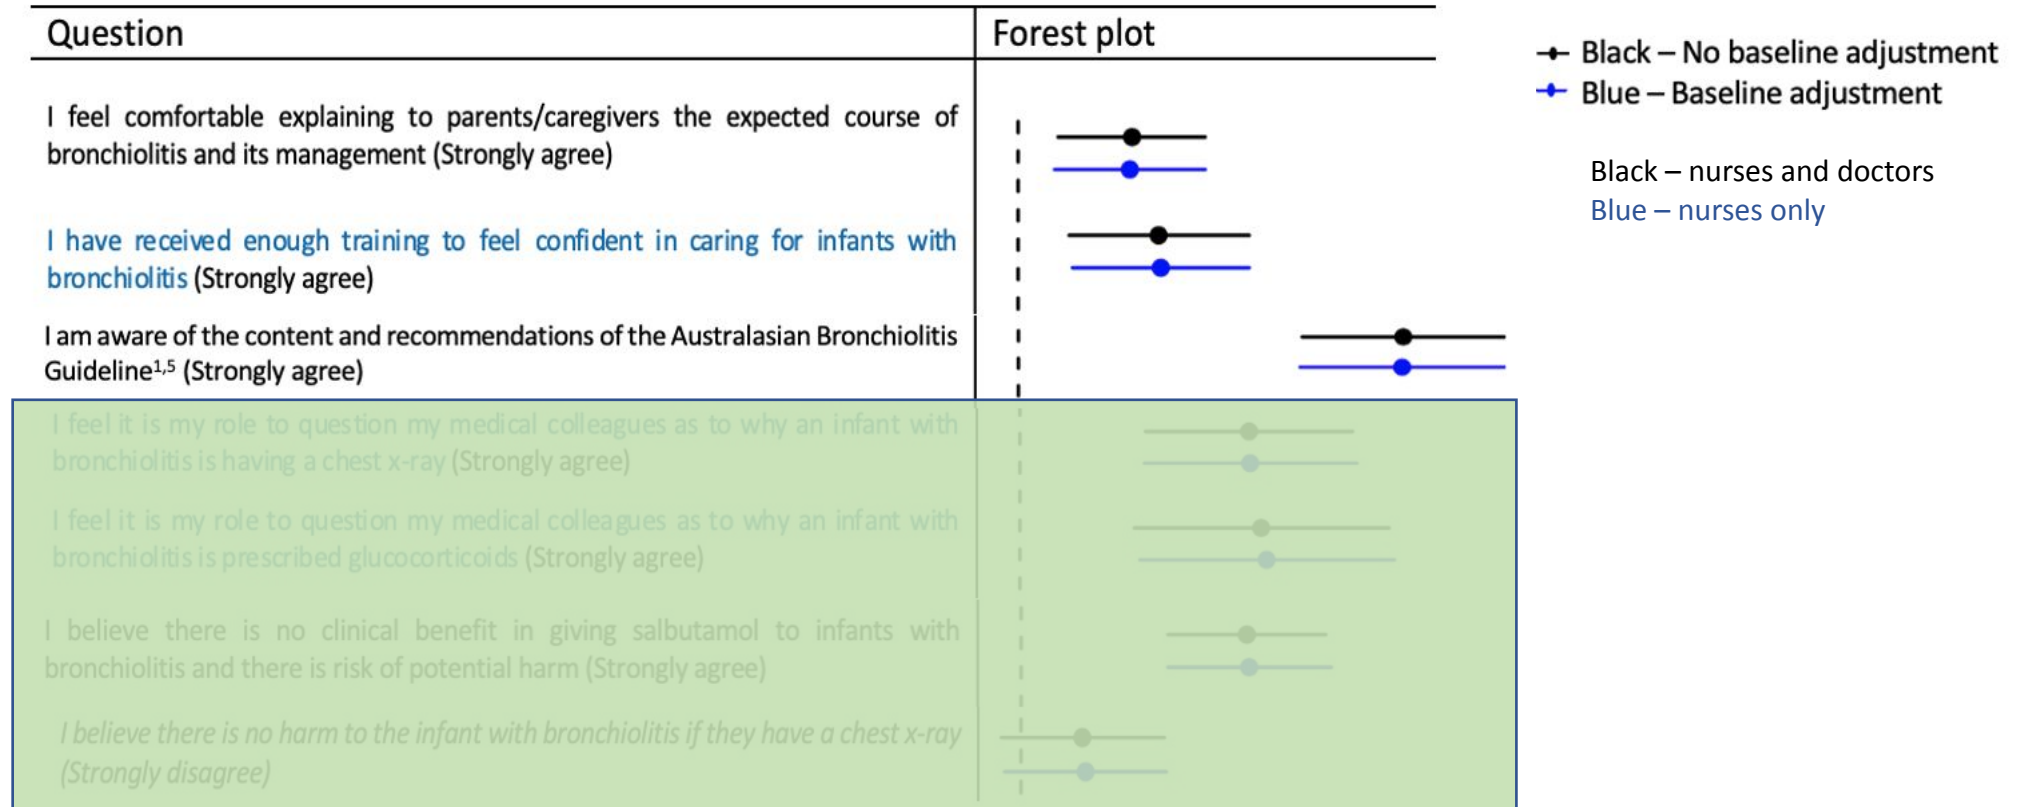 Question
Forest plot
I feel comfortable explaining to parents/caregivers the expected course of
bronchiolitis and its management (Strongly agree)
I have received enough training to feel confident in caring for infants with
bronchiolitis (Strongly agree)
I am aware of the content and recommendations of the Australasian Bronchiolitis
Guideline1,5 (Strongly agree)
I feel it is my role to question my medical colleagues as to why an infant with
bronchiolitis is having a chest x-ray (Strongly agree)
I feel it is my role to question my medical colleagues as to why an infant with
bronchiolitis is prescribed glucocorticoids (Strongly agree)
I believe there is no clinical benefit in giving salbutamol to infants with
bronchiolitis and there is risk of potential harm (Strongly agree)
I believe there is no harm to the infant with bronchiolitis if they have a chest x-ray
(Strongly disagree)
Black – No baseline adjustment
Blue – Baseline adjustment
Black – nurses and doctors
Blue – nurses only